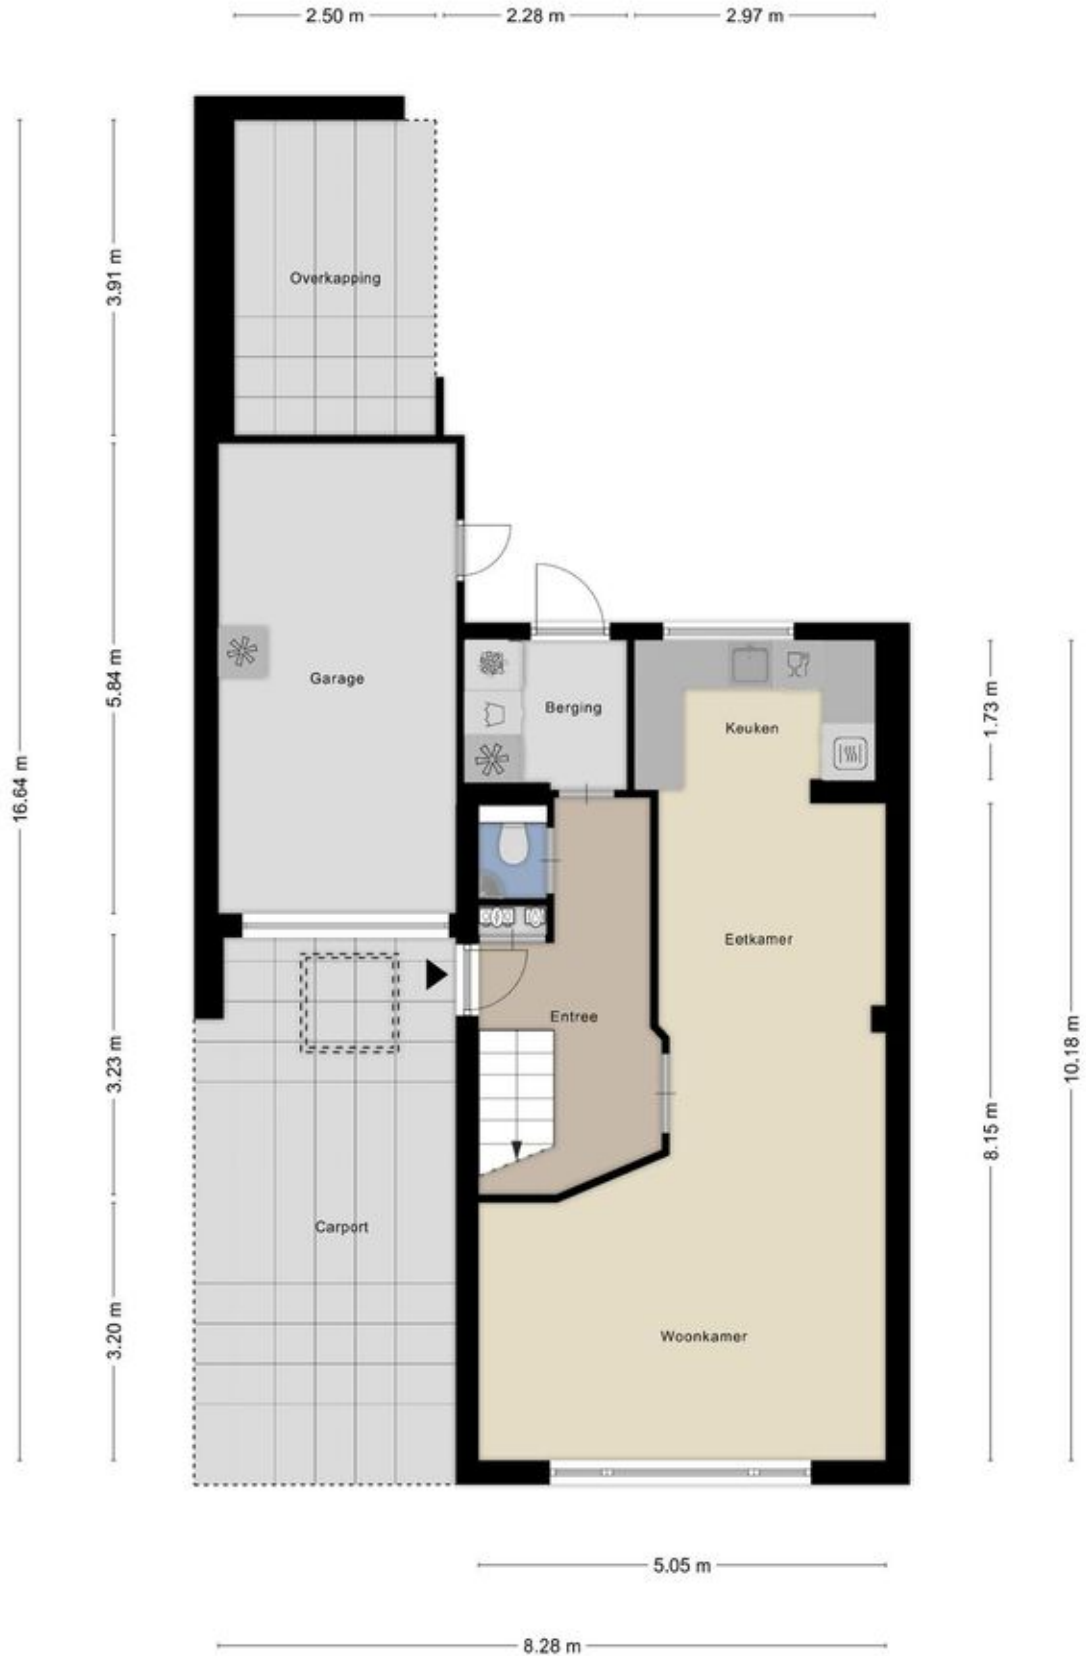 2.50 m
2.28 m
2.97 m
Overkapping
3.91 m
Garage
5.84 m
Berging
Keuken
1.73 m
16.64 m
Eetkamer
Entree
3.23 m
10.18 m
8.15 m
Carport
3.20 m
Woonkamer
5.05 m
8.28 m